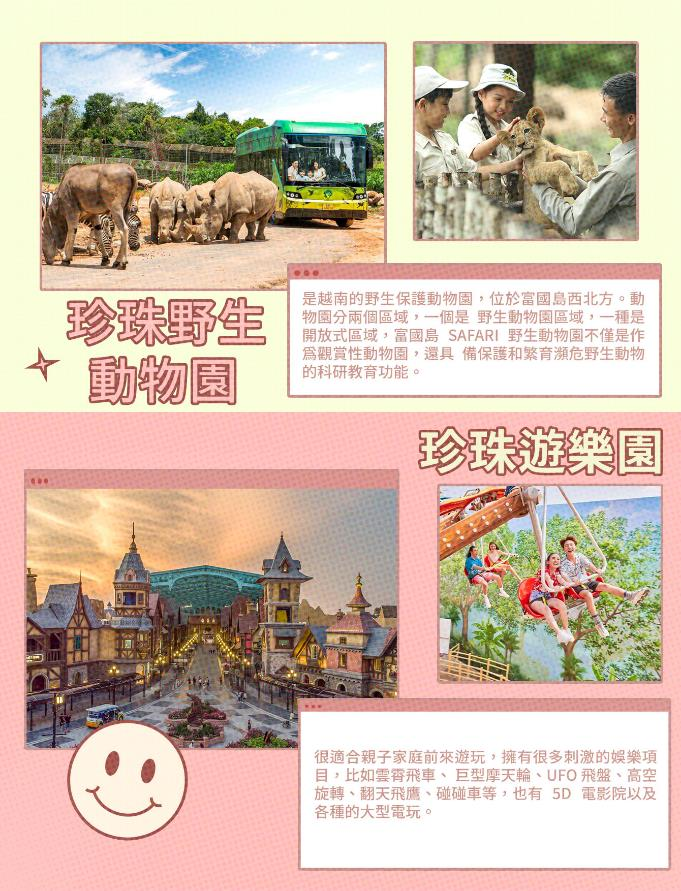 珍珠野生
動物園
是越南的野生保護動物園，位於富國島西北方。動
物園分兩個區域，一個是 野生動物園區域，一種是
開放式區域，富國島 SAFARI 野生動物園不僅是作
爲觀賞性動物園，還具 備保護和繁育瀕危野生動物
的科研教育功能。
珍珠遊樂園
很適合親子家庭前來遊玩，擁有很多刺激的娛樂項
目，比如雲霄飛車、 巨型摩天輪、UFO 飛盤、高空
旋轉、翻天飛鷹、碰碰車等，也有 5D 電影院以及
各種的大型電玩。